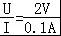 U/I = 2V/0.1A